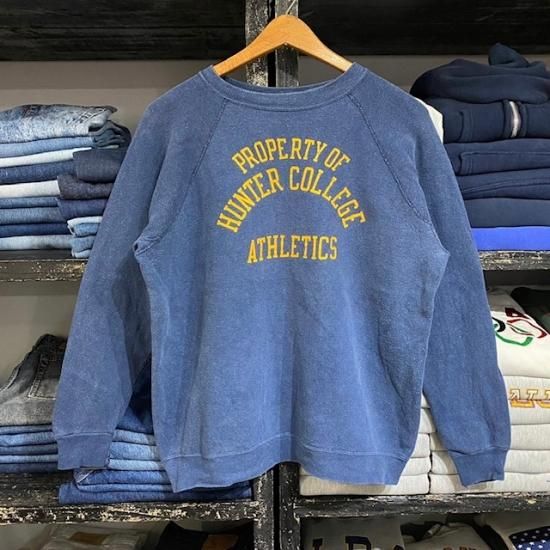 PROPERTY OF
HUNTER COLLEGE
ATHLETICS